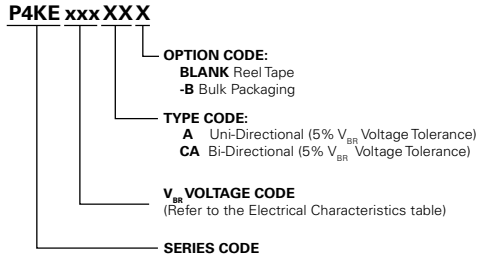 P4KE xxx XX X
OPTION CODE:
BLANK Reel Tape
-B Bulk Packaging
TYPE CODE:
A Uni-Directional (5% VBR Voltage Tolerance)
CA Bi-Directional (5% VBR Voltage Tolerance)
VBR VOLTAGE CODE
(Refer to the Electrical Characteristics table)
SERIES CODE